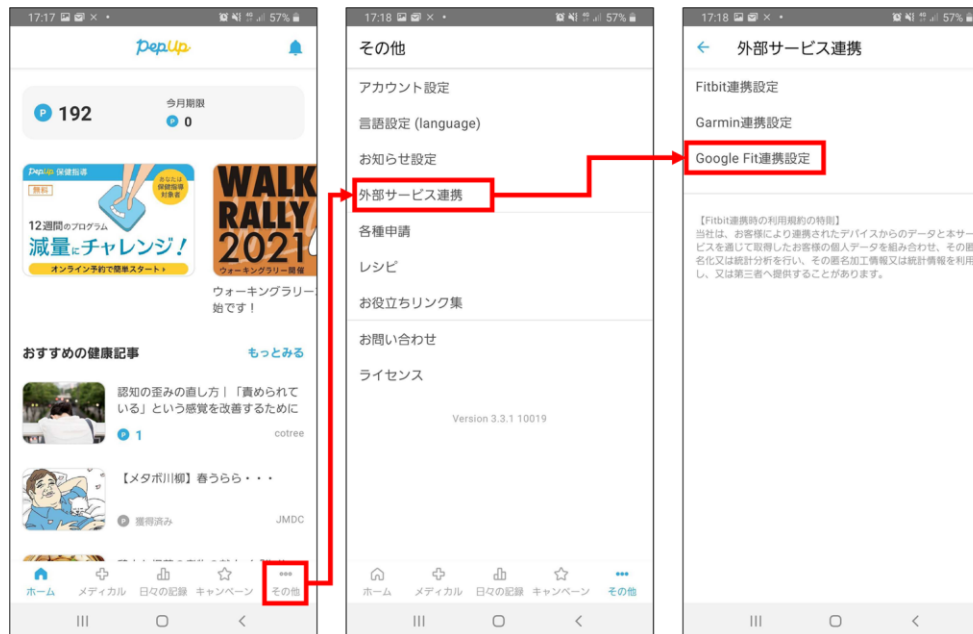 17:17
57%
PepUp
P 192
今月期限
P 0
PepUp 保健指導
無料
あなたは
保健指導
対象者
12週間のプログラム
減量にチャレンジ！
オンライン予約で簡単スタート
WALK
RALLY
2021
ウォーキングラリー開催
ウォーキングラリー
始です！
おすすめの健康記事
もっとみる
認知の歪みの直し方｜「責められて
いる」という感覚を改善するために
P 1
cotree
【メタボ川柳】春うらら・・・
P 獲得済み
JMDC
ホーム
メディカル
日々の記録
キャンペーン
その他
17:18
57%
その他
アカウント設定
言語設定 (language)
お知らせ設定
外部サービス連携
各種申請
レシピ
お役立ちリンク集
お問い合わせ
ライセンス
Version 3.3.1 10019
ホーム
メディカル
日々の記録
キャンペーン
その他
17:18
57%
外部サービス連携
Fitbit連携設定
Garmin連携設定
Google Fit連携設定
【Fitbit連携時の利用規約の特則】
当社は、お客様により連携されたデバイスからのデータと本サー
ビスを通じて取得したお客様の個人データを組み合わせ、その匿
名化又は統計分析を行い、その匿名加工情報又は統計情報を利用
し、又は第三者へ提供することがあります。